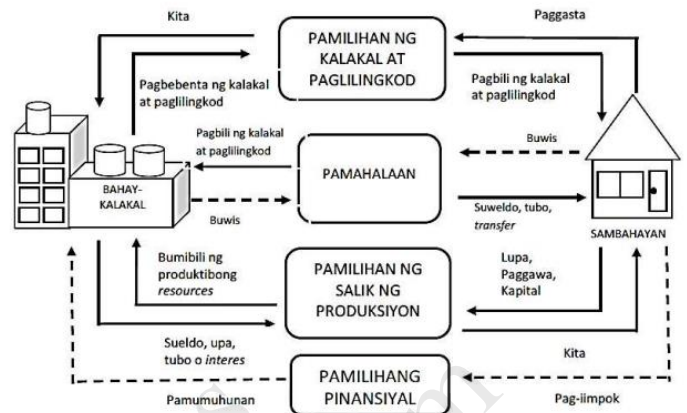 Kita
Paggasta
PAMILIHAN NG
KALAKAL AT
PAGLILINGKOD
Pagbebenta ng kalakal
at paglilingkod
Pagbili ng kalakal
at paglilingkod
Pagbili ng kalakal
at paglilingkod
Buwis
PAMAHALAAN
BAHAY-
KALAKAL
Buwis
Suweldo, tubo,
transfer
SAMBAHAYAN
Bumibili ng
produktibong
resources
PAMILIHAN NG
SALIK NG
PRODUKSIYON
Lupa,
Paggawa,
Kapital
Sueldo, upa,
tubo o interes
Kita
PAMILIHANG
PINANSIYAL
Pamumuhunan
Pag-iimpok